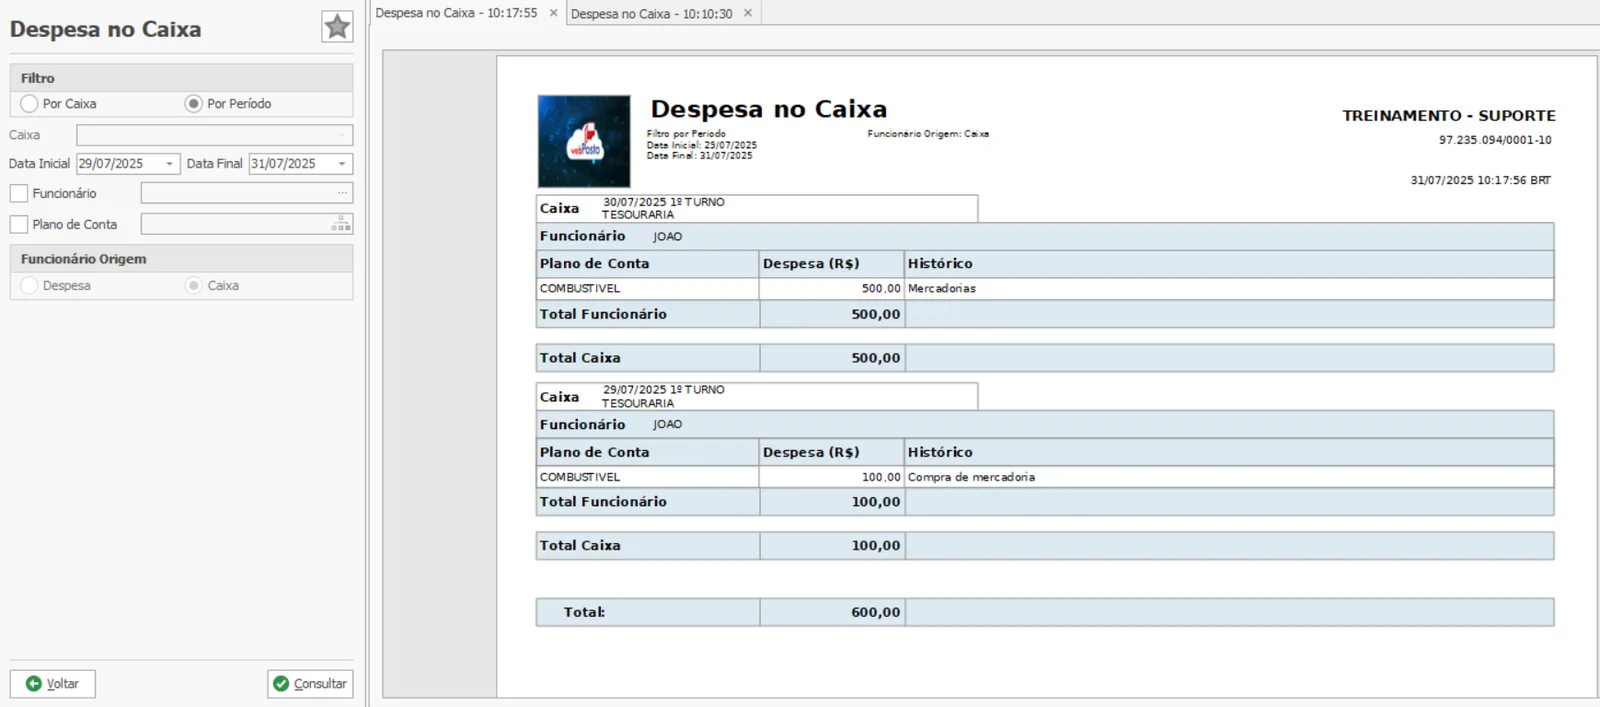 Despesa no Caixa
Filtro
Por Caixa Por Período
Caixa
Data Inicial 29/07/2025 Data Final 31/07/2025
Funcionário
Plano de Conta
Funcionário Origem
Despesa Caixa
Voltar Consultar
Despesa no Caixa - 10:17:55 Despesa no Caixa - 10:10:30
webPosto
Despesa no Caixa
Filtro por Periodo Funcionário Origem: Caixa
Data Inicial: 29/07/2025
Data Final: 31/07/2025
TREINAMENTO - SUPORTE
97.235.094/0001-10
31/07/2025 10:17:56 BRT
Caixa 30/07/2025 1º TURNO
TESOURARIA
Funcionário JOAO
Plano de Conta Despesa (R$) Histórico
COMBUSTIVEL 500,00 Mercadorias
Total Funcionário 500,00
Total Caixa 500,00
Caixa 29/07/2025 1º TURNO
TESOURARIA
Funcionário JOAO
Plano de Conta Despesa (R$) Histórico
COMBUSTIVEL 100,00 Compra de mercadoria
Total Funcionário 100,00
Total Caixa 100,00
Total: 600,00